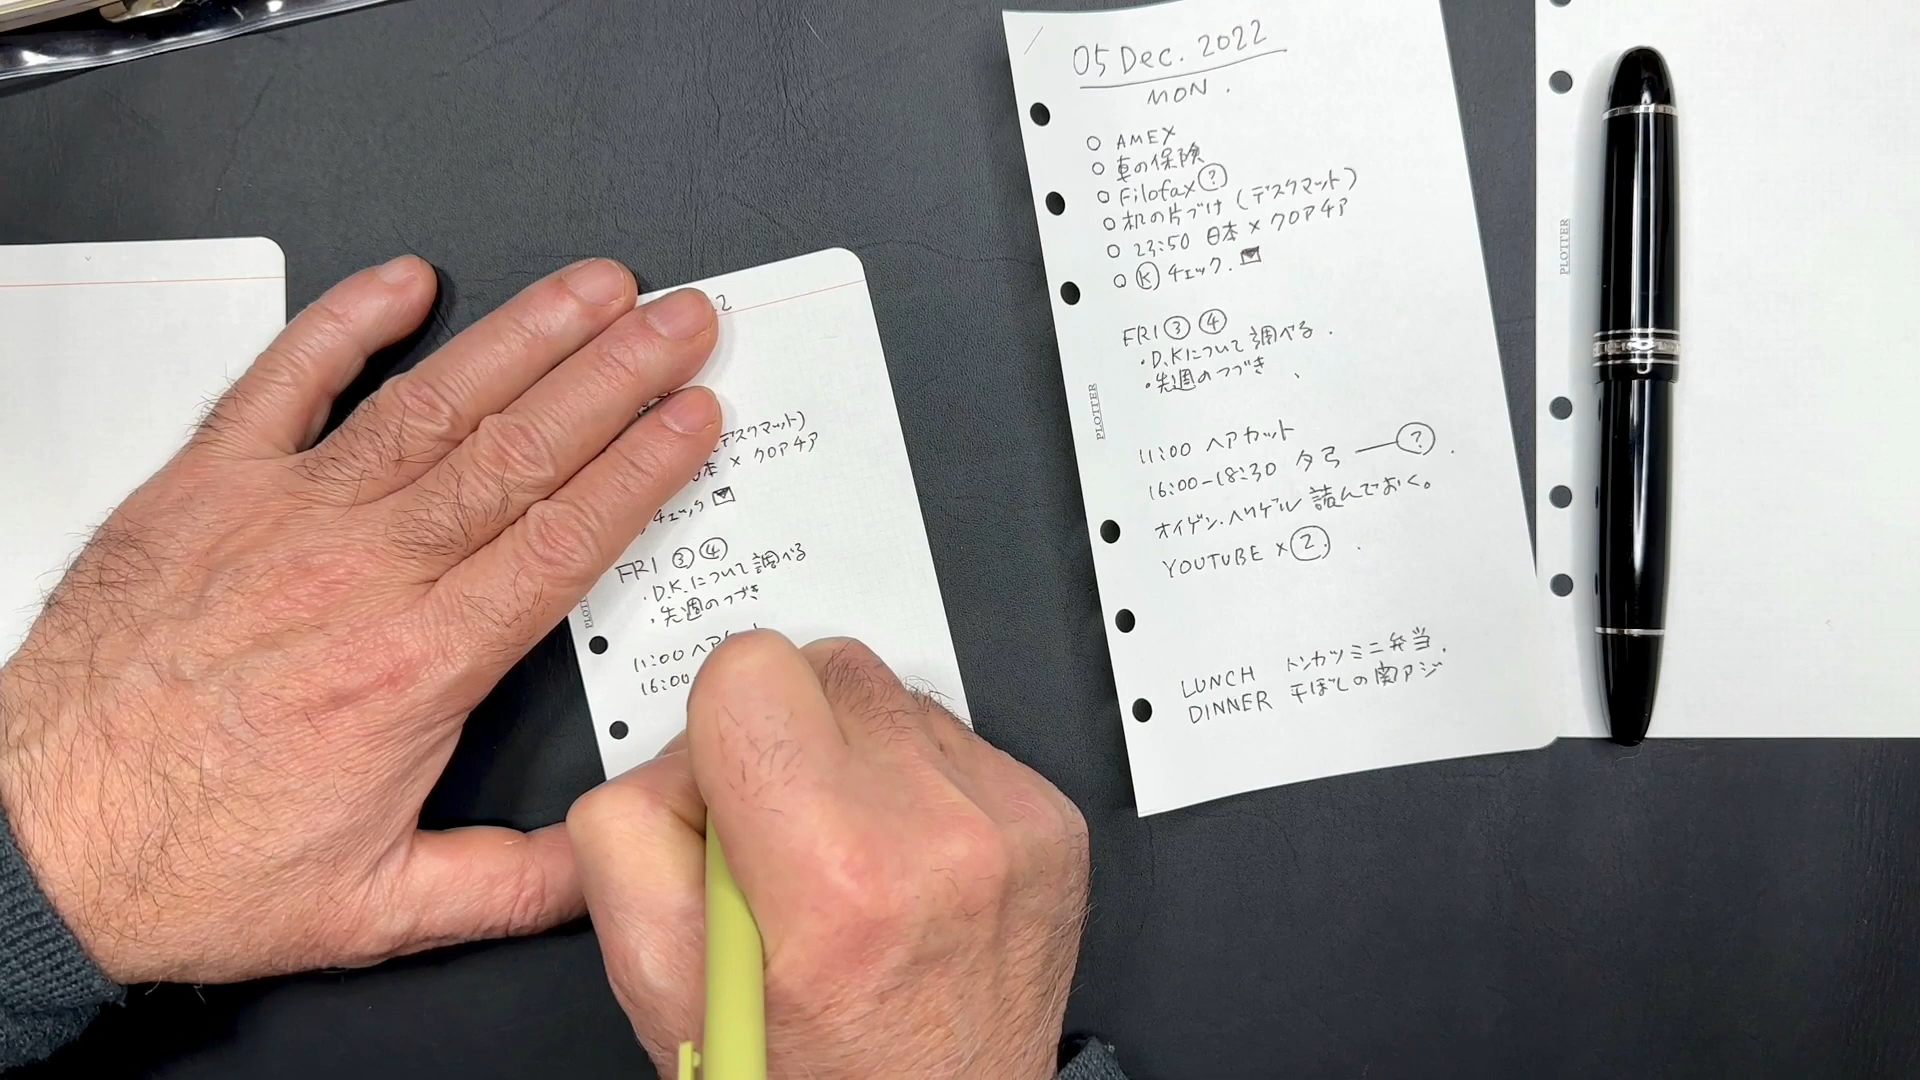 2
デスクマット)
日本 × クロアチア
チェック
FRI ③ ④
・D.K.について調べる
・先週のつづき
11:00 ヘア
16:00
05 Dec. 2022
MON.
○ AMEX
○ 車の保険
○ Filofax ?
○ 机の片づけ (デスクマット)
○ 23:50 日本 × クロアチア
○ Ⓚ チェック.
FRI ③ ④
・D.Kについて調べる.
・先週のつづき
11:00 ヘアカット
16:00-18:30 夕弓 — ?
オイゲン・ヘリゲル 読んでおく。
YOUTUBE × ②
LUNCH トンカツミニ弁当.
DINNER 干ぼしの関アジ
PLOTTER
PLOTTER